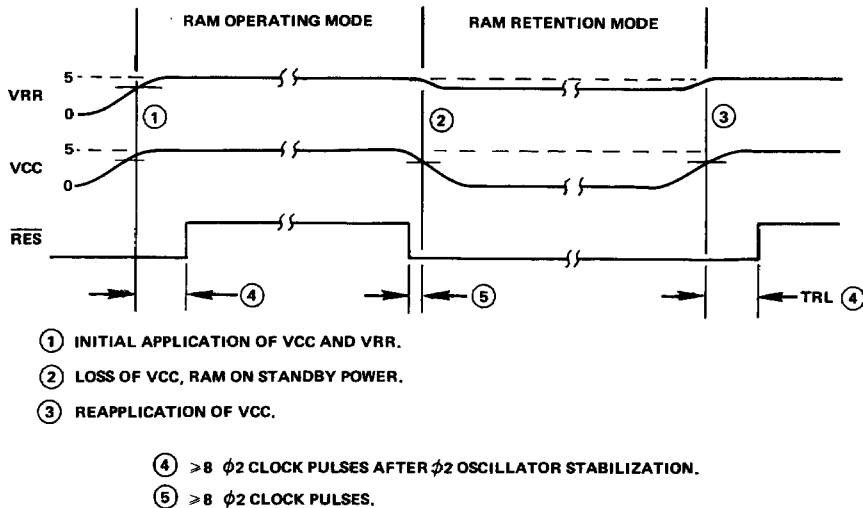 RAM OPERATING MODE
RAM RETENTION MODE
5
VRR
0
①
②
③
5
VCC
0
RES
④
⑤
TRL ④
① INITIAL APPLICATION OF VCC AND VRR.
② LOSS OF VCC, RAM ON STANDBY POWER.
③ REAPPLICATION OF VCC.
④ ⩾8 ϕ2 CLOCK PULSES AFTER ϕ2 OSCILLATOR STABILIZATION.
⑤ ⩾8 ϕ2 CLOCK PULSES.